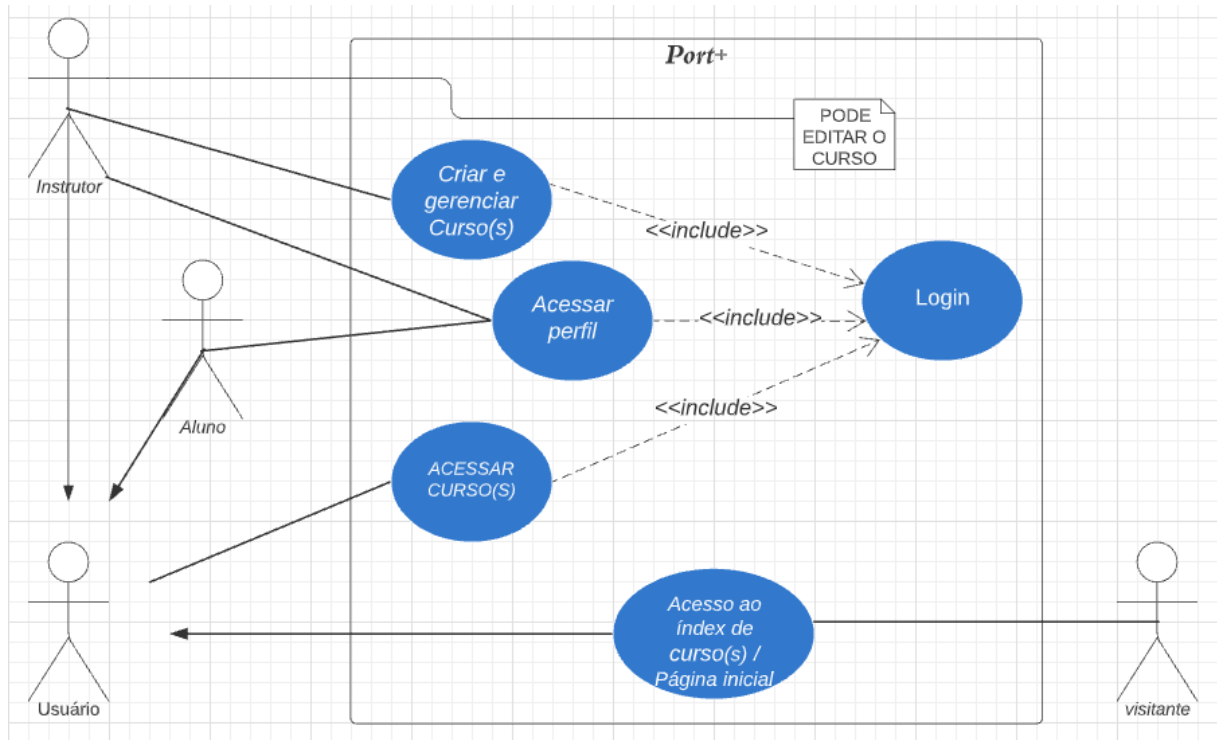 Port+
PODE
EDITAR O
CURSO
Instrutor
Criar e
gerenciar
Curso(s)
<<include>>
Login
Acessar
perfil
<<include>>
Aluno
<<include>>
ACESSAR
CURSO(S)
Acesso ao
índex de
curso(s) /
Página inicial
Usuário
visitante